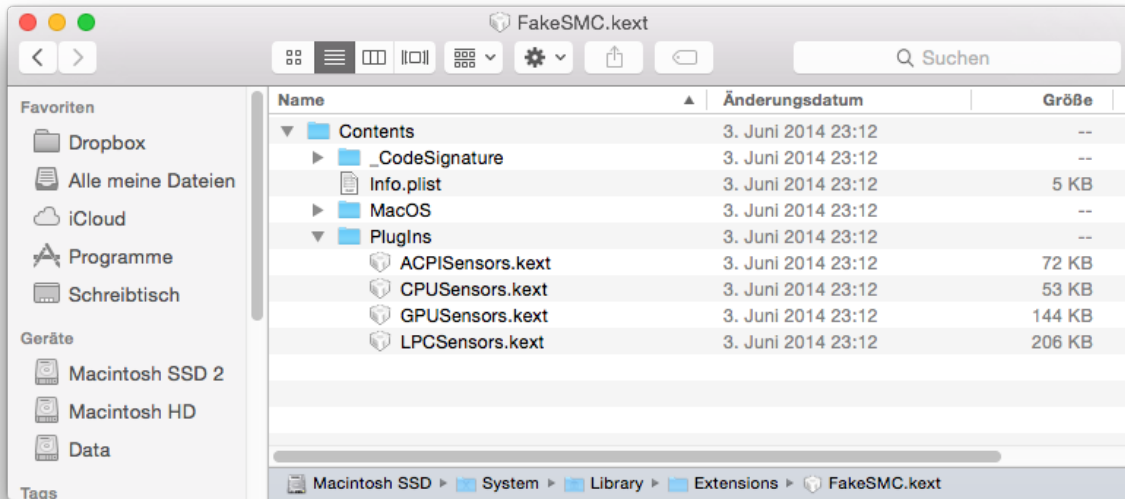 FakeSMC.kext
Suchen
Favoriten
Dropbox
Alle meine Dateien
iCloud
Programme
Schreibtisch
Geräte
Macintosh SSD 2
Macintosh HD
Data
Tags
Name Änderungsdatum Größe
Contents 3. Juni 2014 23:12 --
_CodeSignature 3. Juni 2014 23:12 --
Info.plist 3. Juni 2014 23:12 5 KB
MacOS 3. Juni 2014 23:12 --
PlugIns 3. Juni 2014 23:12 --
ACPISensors.kext 3. Juni 2014 23:12 72 KB
CPUSensors.kext 3. Juni 2014 23:12 53 KB
GPUSensors.kext 3. Juni 2014 23:12 144 KB
LPCSensors.kext 3. Juni 2014 23:12 206 KB
Macintosh SSD ▸ System ▸ Library ▸ Extensions ▸ FakeSMC.kext